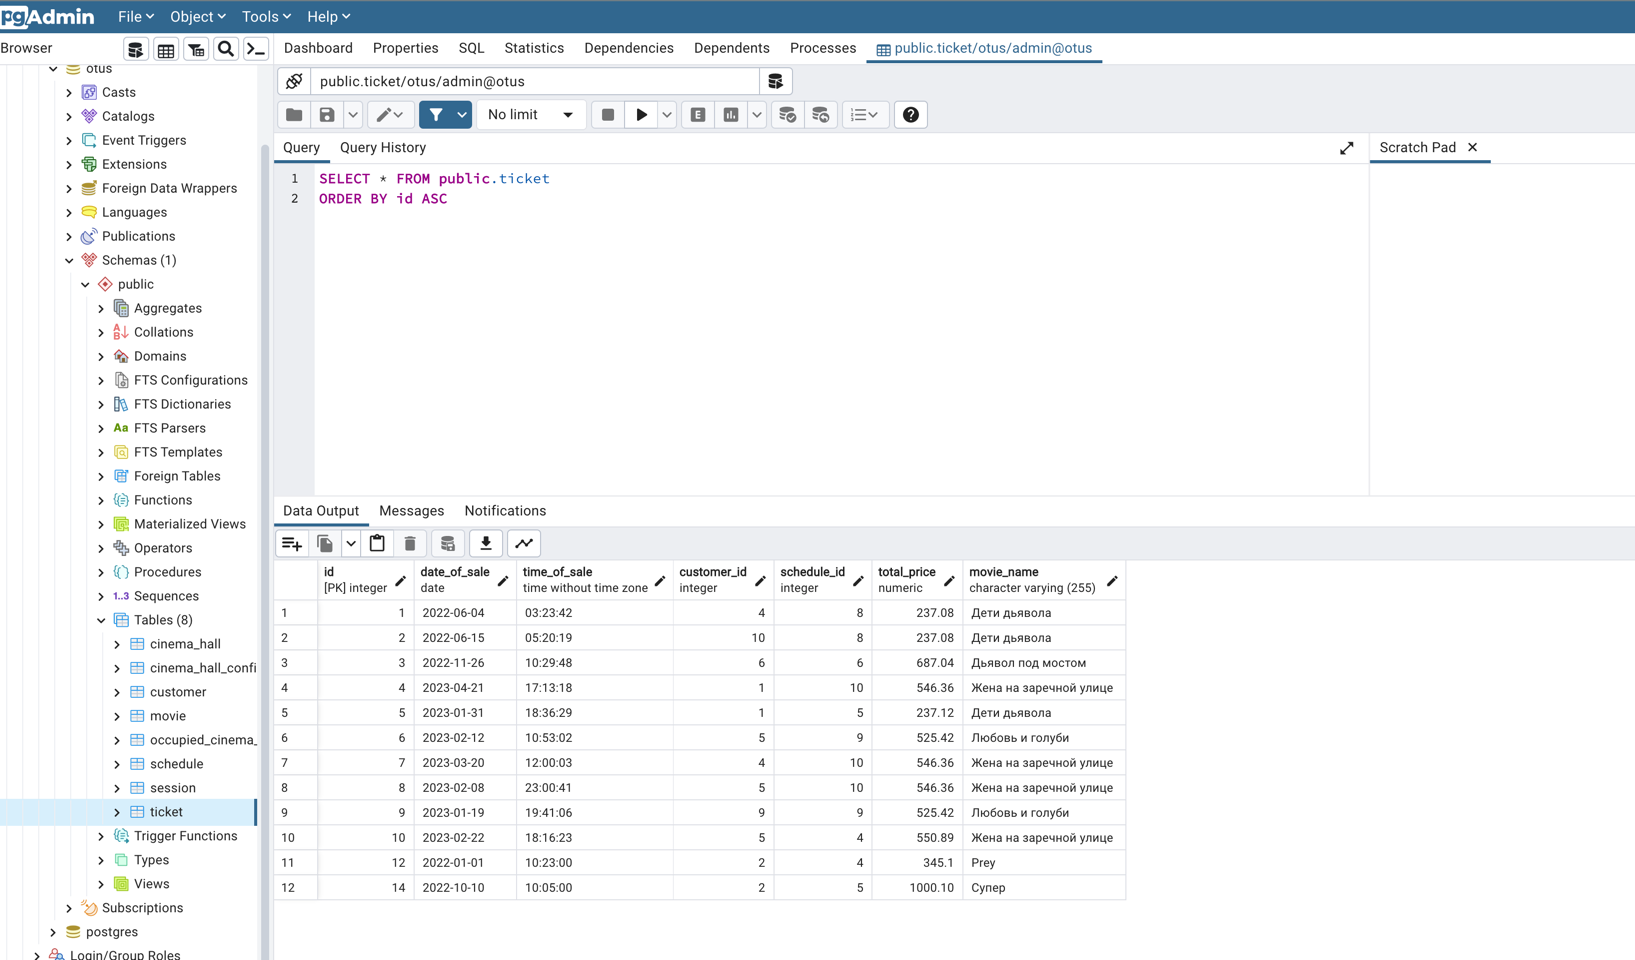 pgAdmin File Object Tools Help
Browser
Dashboard Properties SQL Statistics Dependencies Dependents Processes public.ticket/otus/admin@otus
otus
Casts
Catalogs
Event Triggers
Extensions
Foreign Data Wrappers
Languages
Publications
Schemas (1)
public
Aggregates
Collations
Domains
FTS Configurations
FTS Dictionaries
Aa FTS Parsers
FTS Templates
Foreign Tables
Functions
Materialized Views
Operators
Procedures
1..3 Sequences
Tables (8)
cinema_hall
cinema_hall_confi
customer
movie
occupied_cinema_
schedule
session
ticket
Trigger Functions
Types
Views
Subscriptions
postgres
Login/Group Roles
public.ticket/otus/admin@otus
No limit E
Query Query History
Scratch Pad
1 SELECT * FROM public.ticket
2 ORDER BY id ASC
Data Output Messages Notifications
id date_of_sale time_of_sale customer_id schedule_id total_price movie_name
[PK] integer date time without time zone integer integer numeric character varying (255)
1 1 2022-06-04 03:23:42 4 8 237.08 Дети дьявола
2 2 2022-06-15 05:20:19 10 8 237.08 Дети дьявола
3 3 2022-11-26 10:29:48 6 6 687.04 Дьявол под мостом
4 4 2023-04-21 17:13:18 1 10 546.36 Жена на заречной улице
5 5 2023-01-31 18:36:29 1 5 237.12 Дети дьявола
6 6 2023-02-12 10:53:02 5 9 525.42 Любовь и голуби
7 7 2023-03-20 12:00:03 4 10 546.36 Жена на заречной улице
8 8 2023-02-08 23:00:41 5 10 546.36 Жена на заречной улице
9 9 2023-01-19 19:41:06 9 9 525.42 Любовь и голуби
10 10 2023-02-22 18:16:23 5 4 550.89 Жена на заречной улице
11 12 2022-01-01 10:23:00 2 4 345.1 Prey
12 14 2022-10-10 10:05:00 2 5 1000.10 Супер